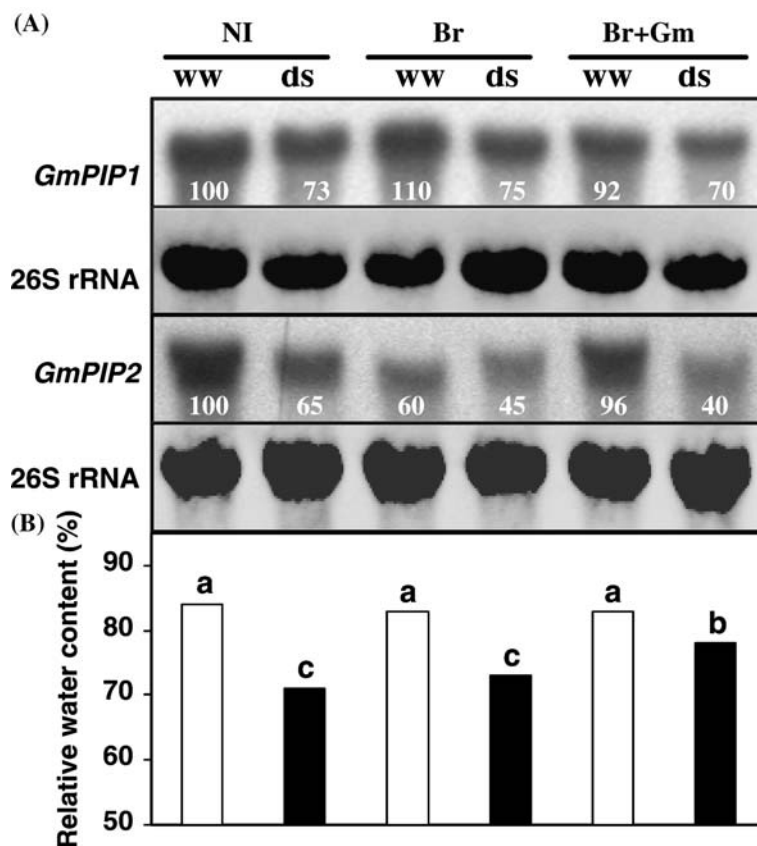 (A)
NI Br Br+Gm
ww ds ww ds ww ds
GmPIP1
100 73 110 75 92 70
26S rRNA
GmPIP2
100 65 60 45 96 40
26S rRNA
(B)
Relative water content (%)
90
80
70
60
50
a c a c a b